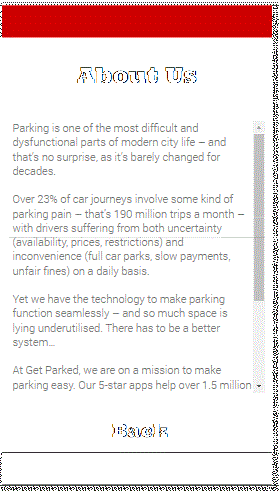 About Us
Parking is one of the most difficult and
dysfunctional parts of modern city life – and
that's no surprise, as it's barely changed for
decades.
Over 23% of car journeys involve some kind of
parking pain – that's 190 million trips a month –
with drivers suffering from both uncertainty
(availability, prices, restrictions) and
inconvenience (full car parks, slow payments,
unfair fines) on a daily basis.
Yet we have the technology to make parking
function seamlessly – and so much space is
lying underutilised. There has to be a better
system...
At Get Parked, we are on a mission to make
parking easy. Our 5-star apps help over 1.5 million
Back